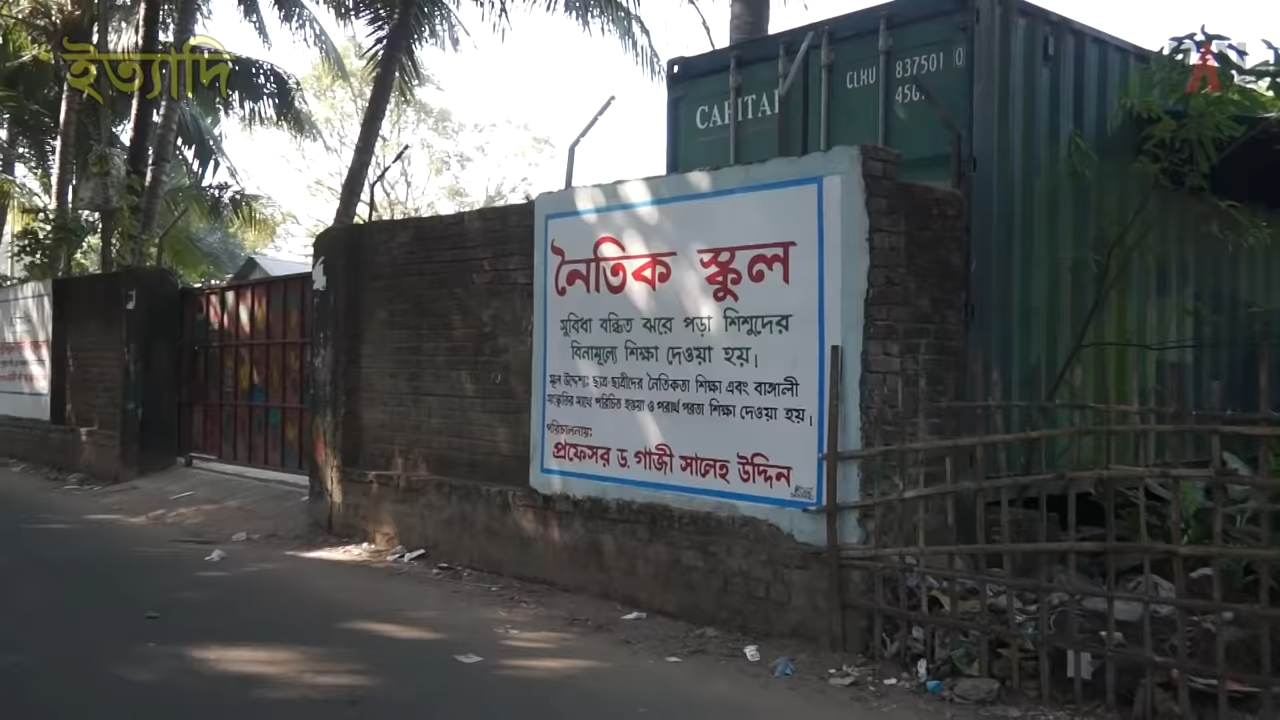 ইত্যাদি
CAPITAL
CLHU 837501 0
45G
নৈতিক স্কুল
সুবিধা বঞ্চিত ঝরে পড়া শিশুদের
বিনামূল্যে শিক্ষা দেওয়া হয়।
মূল উদ্দেশ্য: ছাত্র ছাত্রীদের নৈতিকতা শিক্ষা এবং বাঙ্গালী
সংস্কৃতির সাথে পরিচিত হওয়া ও পরার্থ পরতা শিক্ষা দেওয়া হয়।
পরিচালনায়:
প্রফেসর ড. গাজী সালেহ উদ্দিন